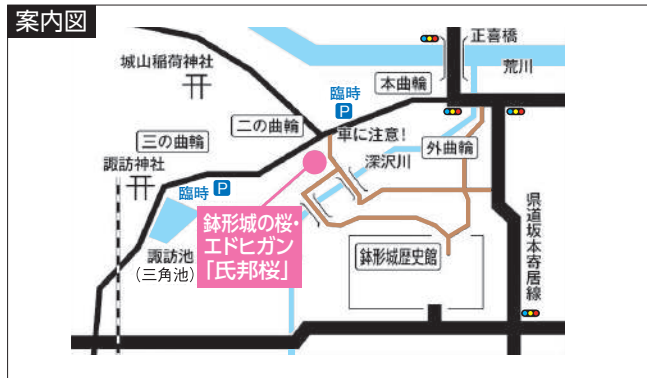 案内図
正喜橋
荒川
城山稲荷神社
臨時
P
本曲輪
二の曲輪
車に注意!
外曲輪
三の曲輪
深沢川
諏訪神社
臨時 P
鉢形城の桜・
エドヒガン
「氏邦桜」
諏訪池
(三角池)
鉢形城歴史館
県道坂本寄居線